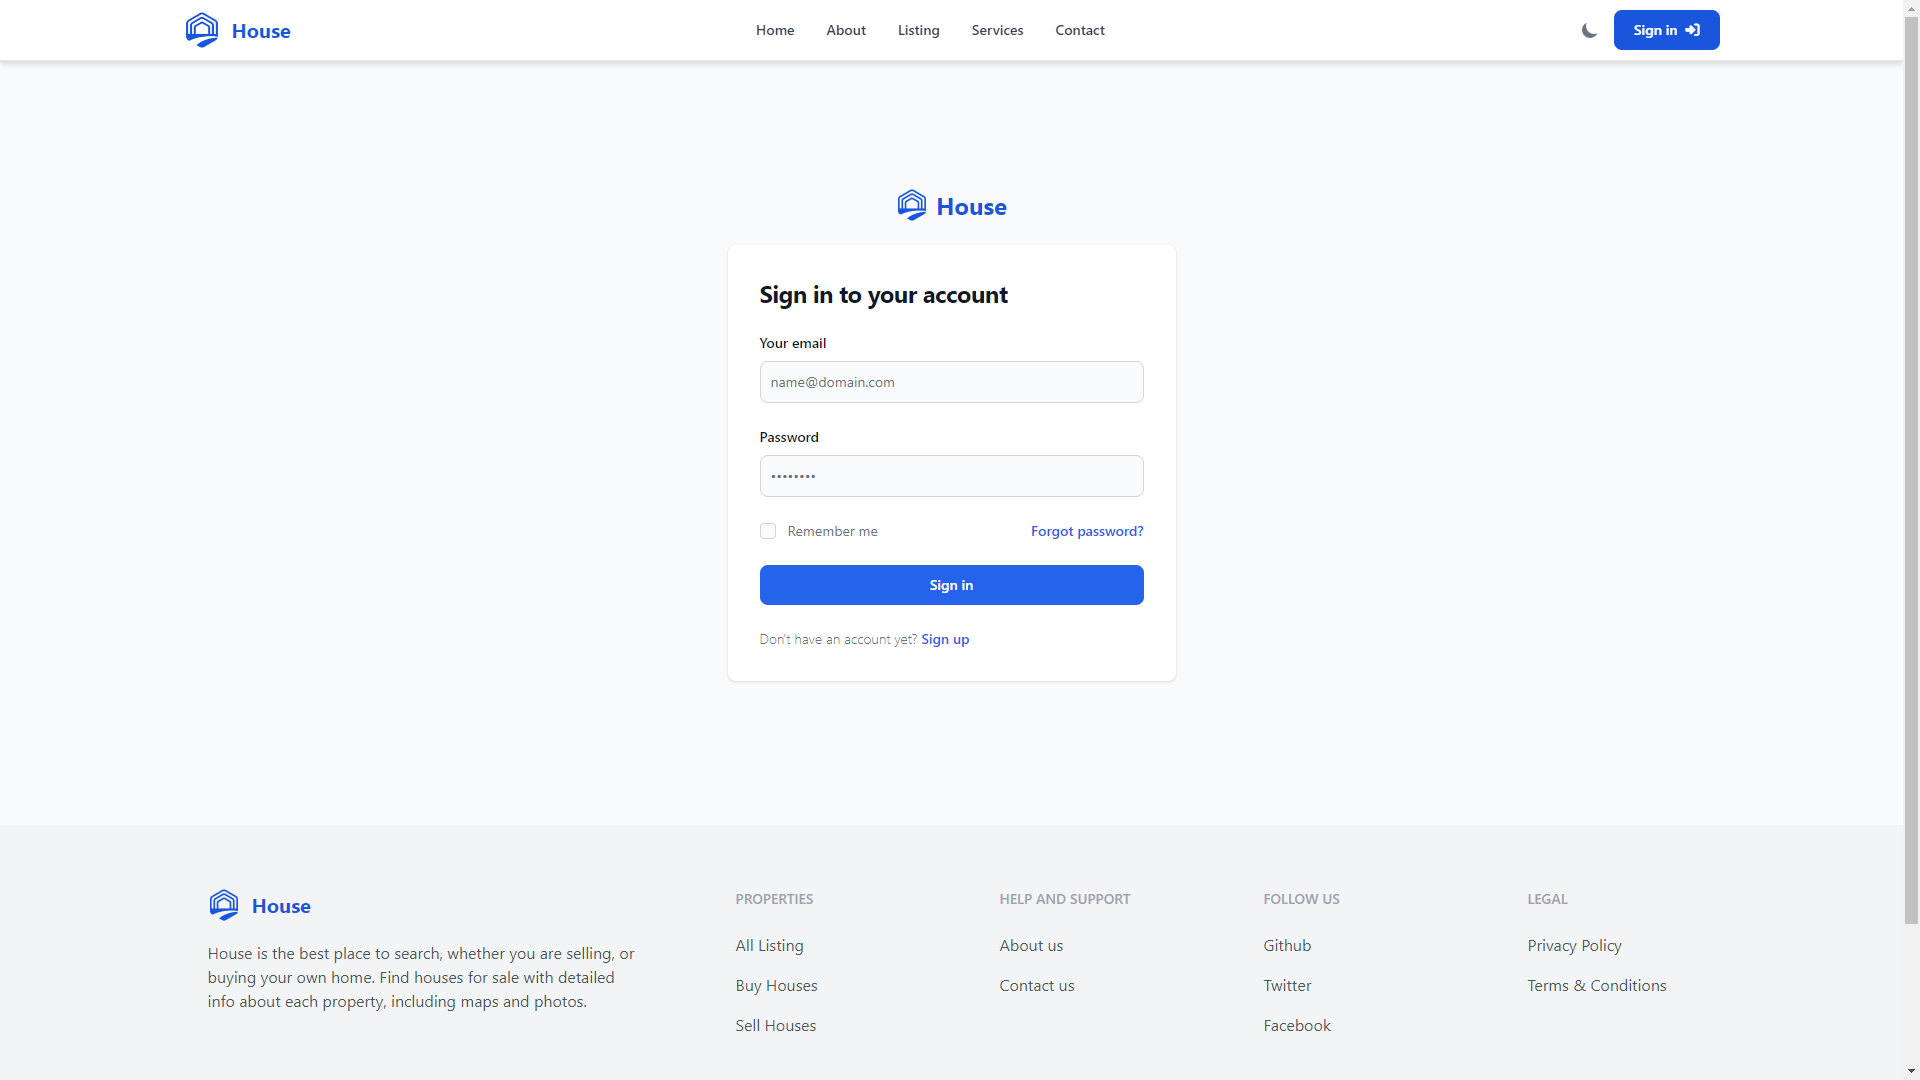 House
Home
About
Listing
Services
Contact
Sign in
House
Sign in to your account
Your email
name@domain.com
Password
••••••••
Remember me
Forgot password?
Sign in
Don't have an account yet? Sign up
House
House is the best place to search, whether you are selling, or
buying your own home. Find houses for sale with detailed
info about each property, including maps and photos.
PROPERTIES
All Listing
Buy Houses
Sell Houses
HELP AND SUPPORT
About us
Contact us
FOLLOW US
Github
Twitter
Facebook
LEGAL
Privacy Policy
Terms & Conditions